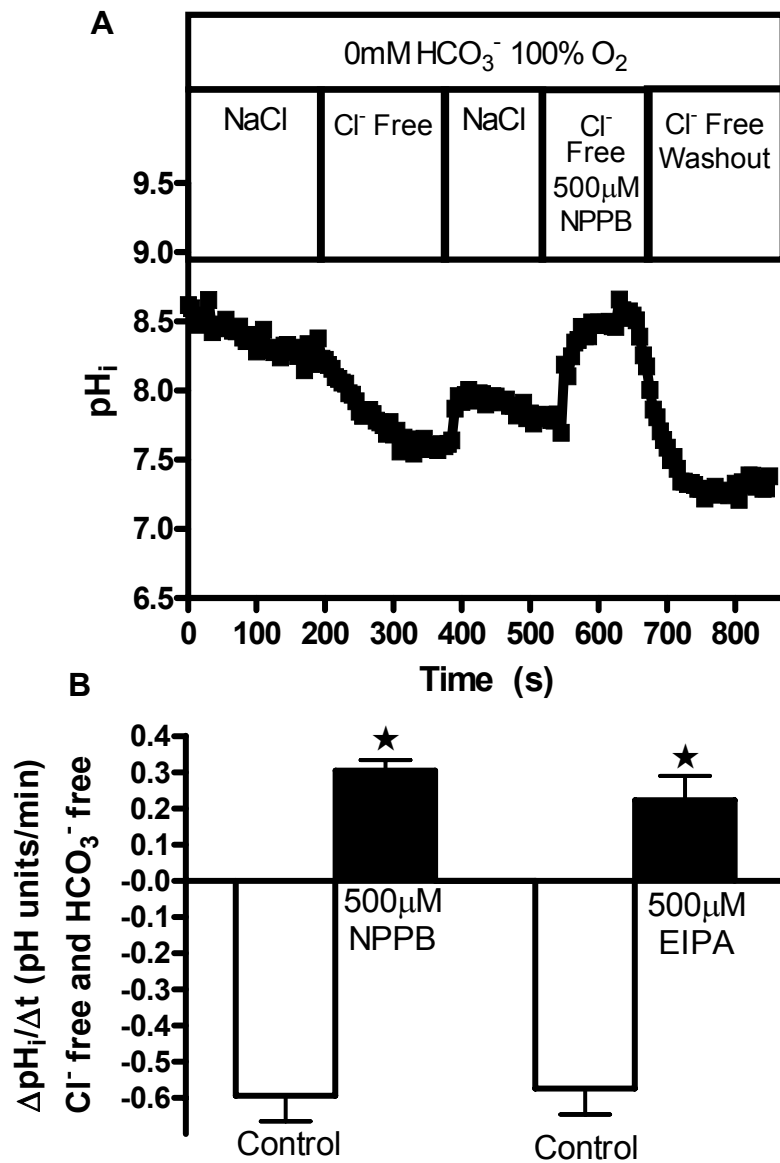 A
0mM HCO₃⁻ 100% O₂
NaCl
Cl⁻ Free
NaCl
Cl⁻
Free
500μM
NPPB
Cl⁻ Free
Washout
9.5
9.0
8.5
8.0
7.5
7.0
6.5
pHᵢ
0 100 200 300 400 500 600 700 800
Time (s)
B
ΔpHᵢ/Δt (pH units/min)
Cl⁻ free and HCO₃⁻ free
0.4
0.3
0.2
0.1
-0.0
-0.1
-0.2
-0.3
-0.4
-0.5
-0.6
★ ★
500μM
NPPB
500μM
EIPA
Control
Control